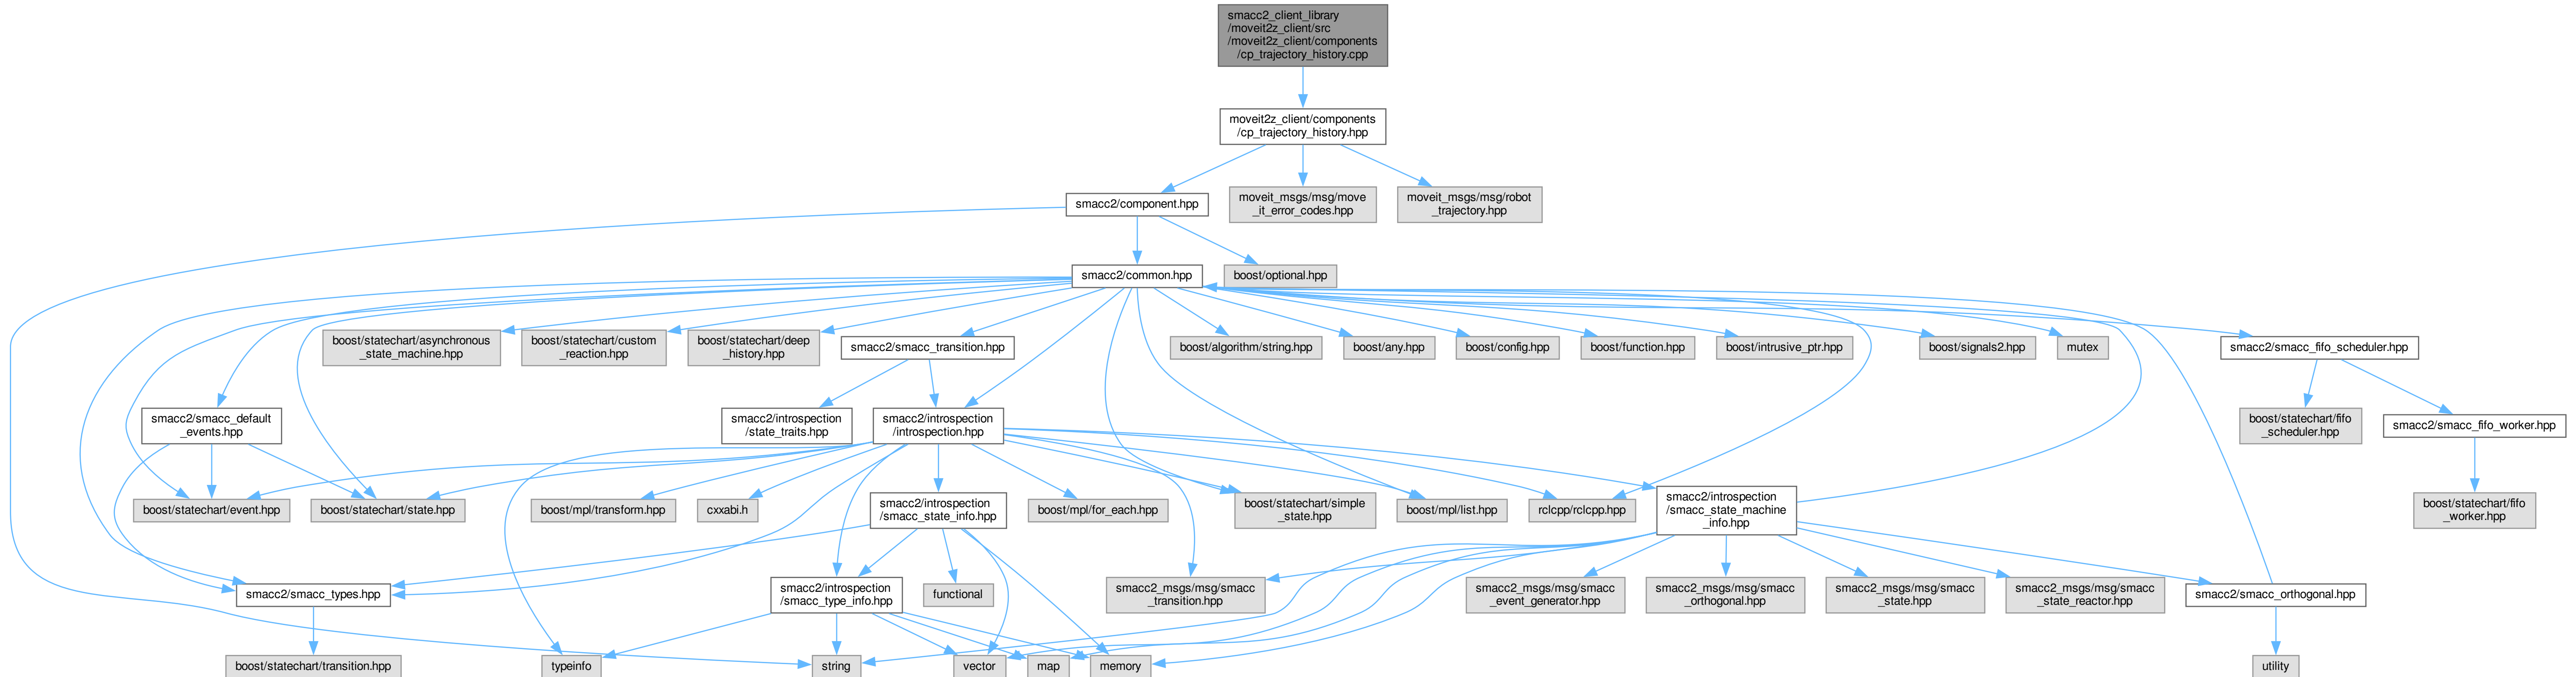 smacc2_client_library
/moveit2z_client/src
/moveit2z_client/components
/cp_trajectory_history.cpp
moveit2z_client/components
/cp_trajectory_history.hpp
smacc2/component.hpp
moveit_msgs/msg/move
_it_error_codes.hpp
moveit_msgs/msg/robot
_trajectory.hpp
smacc2/common.hpp
boost/optional.hpp
boost/statechart/asynchronous
_state_machine.hpp
boost/statechart/custom
_reaction.hpp
boost/statechart/deep
_history.hpp
smacc2/smacc_transition.hpp
boost/algorithm/string.hpp
boost/any.hpp
boost/config.hpp
boost/function.hpp
boost/intrusive_ptr.hpp
boost/signals2.hpp
mutex
smacc2/smacc_fifo_scheduler.hpp
smacc2/smacc_default
_events.hpp
smacc2/introspection
/state_traits.hpp
smacc2/introspection
/introspection.hpp
boost/statechart/fifo
_scheduler.hpp
smacc2/smacc_fifo_worker.hpp
boost/statechart/event.hpp
boost/statechart/state.hpp
boost/mpl/transform.hpp
cxxabi.h
smacc2/introspection
/smacc_state_info.hpp
boost/mpl/for_each.hpp
boost/statechart/simple
_state.hpp
boost/mpl/list.hpp
rclcpp/rclcpp.hpp
smacc2/introspection
/smacc_state_machine
_info.hpp
boost/statechart/fifo
_worker.hpp
smacc2/smacc_types.hpp
smacc2/introspection
/smacc_type_info.hpp
functional
smacc2_msgs/msg/smacc
_transition.hpp
smacc2_msgs/msg/smacc
_event_generator.hpp
smacc2_msgs/msg/smacc
_orthogonal.hpp
smacc2_msgs/msg/smacc
_state.hpp
smacc2_msgs/msg/smacc
_state_reactor.hpp
smacc2/smacc_orthogonal.hpp
boost/statechart/transition.hpp
typeinfo
string
vector
map
memory
utility